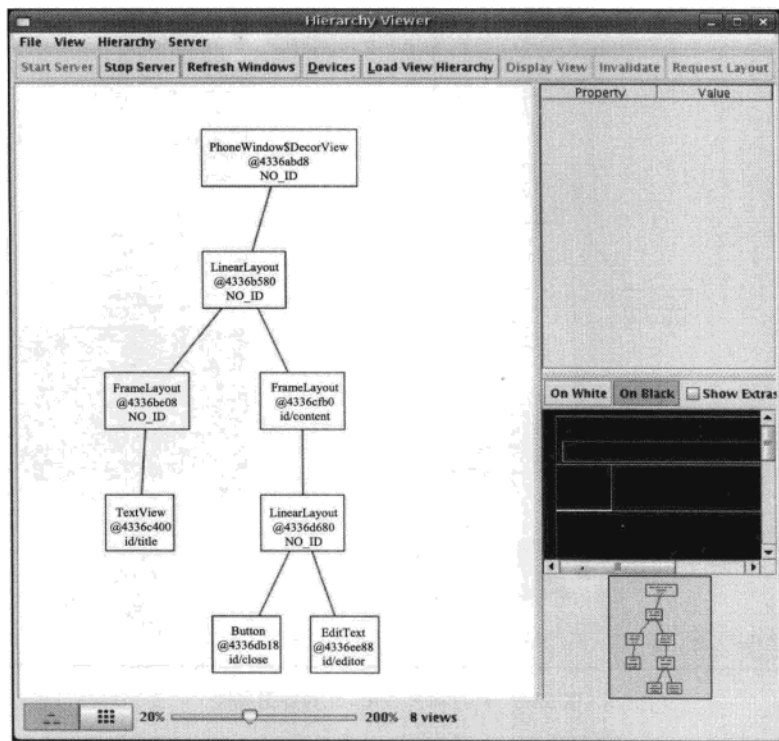 Hierarchy Viewer
File View Hierarchy Server
Start Server Stop Server Refresh Windows Devices Load View Hierarchy Display View Invalidate Request Layout
Property Value
PhoneWindow$DecorView
@4336abd8
NO_ID
LinearLayout
@4336b580
NO_ID
FrameLayout
@4336be08
NO_ID
FrameLayout
@4336cfb0
id/content
On White On Black Show Extras
TextView
@4336c400
id/title
LinearLayout
@4336d680
NO_ID
Button
@4336db18
id/close
EditText
@4336ee88
id/editor
20% 200% 8 views